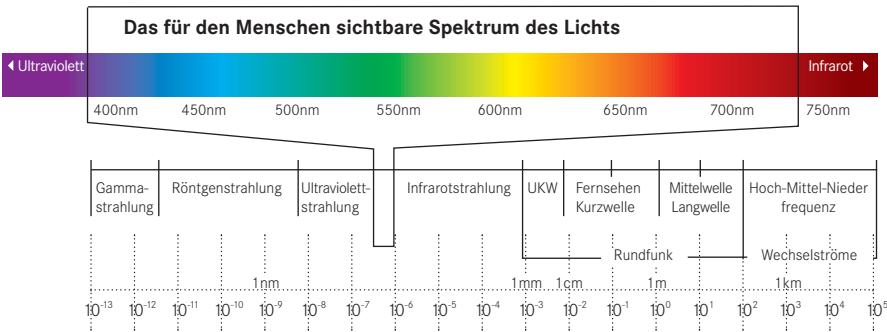 Das für den Menschen sichtbare Spektrum des Lichts
Ultraviolett
Infrarot
400nm 450nm 500nm 550nm 600nm 650nm 700nm 750nm
Gamma- Röntgenstrahlung Ultraviolett- Infrarotstrahlung UKW Fernsehen Mittelwelle Hoch-Mittel-Nieder
strahlung strahlung Kurzwelle Langwelle frequenz
Rundfunk Wechselströme
1nm 1mm 1cm 1m 1km
10⁻¹³ 10⁻¹² 10⁻¹¹ 10⁻¹⁰ 10⁻⁹ 10⁻⁸ 10⁻⁷ 10⁻⁶ 10⁻⁵ 10⁻⁴ 10⁻³ 10⁻² 10⁻¹ 10⁰ 10¹ 10² 10³ 10⁴ 10⁵